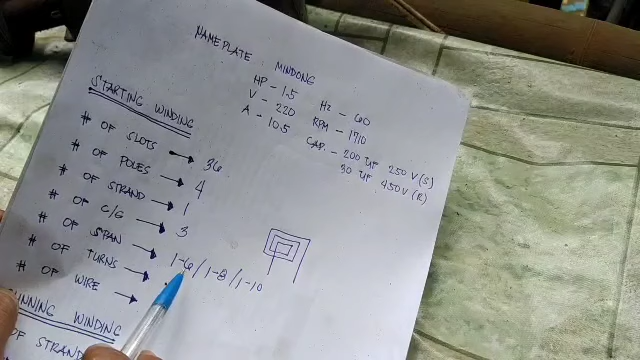 NAMEPLATE : MINDONG
HP - 1.5 Hz - 60
V - 220 RPM - 1710
A - 10.5 CAP. - 200 uF 250 V (S)
30 uF 450V (R)
STARTING WINDING
# OF SLOTS → 36
# OF POLES → 4
# OF STRAND → 1
# OF C/G → 3
# OF SPAN → 1-6 / 1-8 / 1-10
# OF TURNS →
# OF WIRE →
RUNNING WINDING
OF STRAND